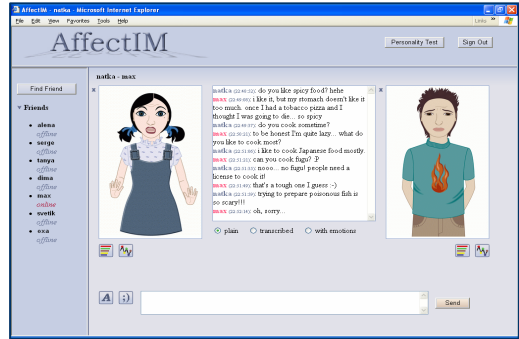 AffectIM - natka - Microsoft Internet Explorer
File Edit View Favorites Tools Help
Links »
AffectIM
Personality Test
Sign Out
Find Friend
Friends
alena
offline
serge
offline
tanya
offline
dima
offline
max
online
svetik
offline
oxa
offline
natka - max
x
natka: do you like spicy food? hehe
max: i like it, but my stomach doesn't like it
too much. once I had a tobacco pizza and I
thought I was going to die... so spicy
natka: do you cook sometime?
max: to be honest I'm quite lazy... what do
you like to cook most?
natka: i like to cook Japanese food mostly.
max: can you cook fugu? :P
natka: nooo... no fugu! people need a
license to cook it!
max: that's a tough one I guess :-)
natka: trying to prepare poisonous fish is
so scary!!!
max: oh, sorry...
x
plain transcribed with emotions
A ;)
Send